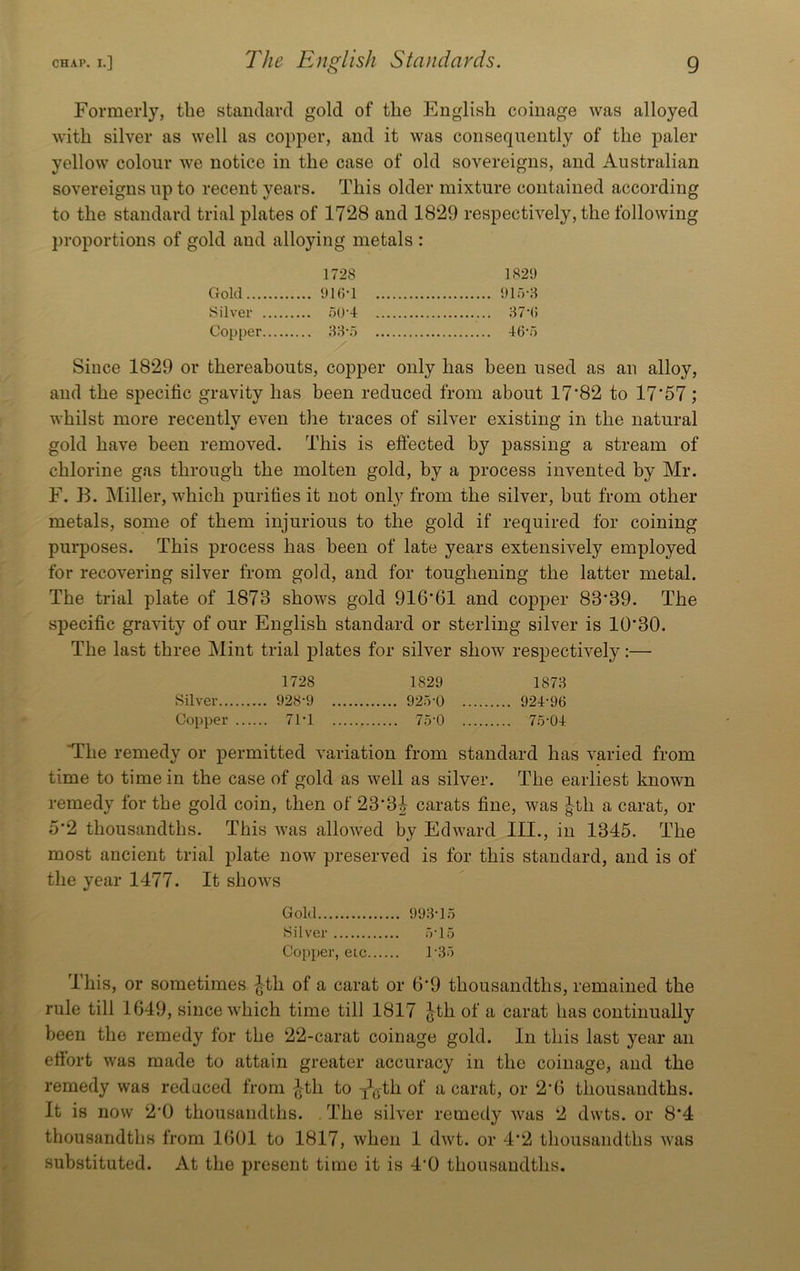 CHAP. I.] The English Standards. 9
Formerly, the standard gold of the English coinage was alloyed
with silver as well as copper, and it was consequently of the paler
yellow colour we notice in the case of old sovereigns, and Australian
sovereigns up to recent years. This older mixture contained according
to the standard trial plates of 1728 and 1829 respectively, the following
proportions of gold and alloying metals :
1728 1829
Gold............ 916·1 ....................... 915·3
Silver .......... 50·4 ....................... 37·6
Copper.......... 33·5 ....................... 46·5
Since 1829 or thereabouts, copper only has been used as an alloy,
and the specific gravity has been reduced from about 17·82 to 17·57 ;
whilst more recently even the traces of silver existing in the natural
gold have been removed. This is effected by passing a stream of
chlorine gas through the molten gold, by a process invented by Mr.
F. B. Miller, which purifies it not only from the silver, but from other
metals, some of them injurious to the gold if required for coining
purposes. This process has been of late years extensively employed
for recovering silver from gold, and for toughening the latter metal.
The trial plate of 1873 shows gold 916·61 and copper 83·39. The
specific gravity of our English standard or sterling silver is 10·30.
The last three Mint trial plates for silver show respectively :—
1728 1829 1873
Silver.......... 928·9 ............. 925·0 .......... 924·96
Copper ...... 71·1 ............. 75·0 .......... 75·04
The remedy or permitted variation from standard has varied from
time to time in the case of gold as well as silver. The earliest known
remedy for the gold coin, then of 23·3½ carats fine, was ⅛th a carat, or
5·2 thousandths. This was allowed by Edward III., in 1345. The
most ancient trial plate now preserved is for this standard, and is of
the year 1477. It shows
Gold................ 993·15
Silver ............. 5·15
Copper, etc...... 1·35
This, or sometimes ⅙th of a carat or 6·9 thousandths, remained the
rule till 1649, since which time till 1817 ⅙th of a carat has continually
been the remedy for the 22-carat coinage gold. In this last year an
effort was made to attain greater accuracy in the coinage, and the
remedy was reduced from ⅙th to 1/16th of a carat, or 2·6 thousandths.
It is now 2·0 thousandths. The silver remedy was 2 dwts. or 8·4
thousandths from 1601 to 1817, when 1 dwt. or 4·2 thousandths was
substituted. At the present time it is 4·0 thousandths.